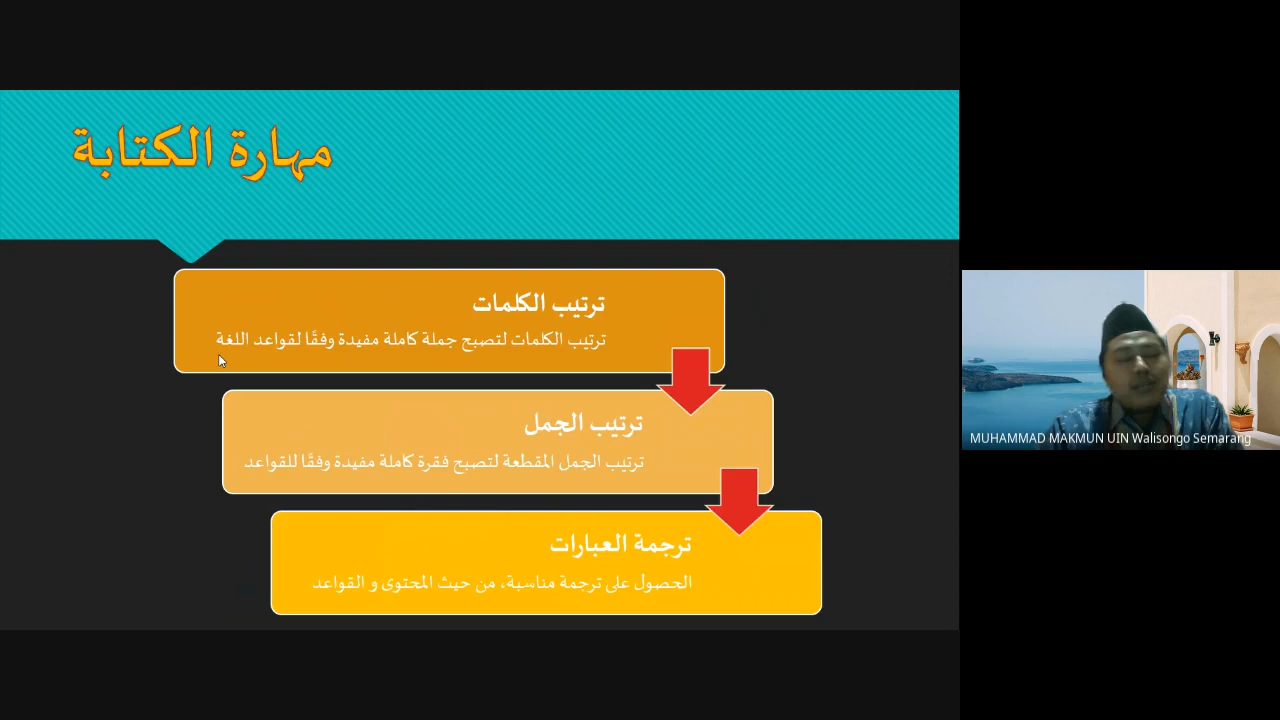 مهارة الكتابة
ترتيب الكلمات
ترتيب الكلمات لتصبح جملة كاملة مفيدة وفقًا لقواعد اللغة
ترتيب الجمل
ترتيب الجمل المقطعة لتصبح فقرة كاملة مفيدة وفقًا للقواعد
ترجمة العبارات
الحصول على ترجمة مناسبة، من حيث المحتوى و القواعد
MUHAMMAD MAKMUN UIN Walisongo Semarang